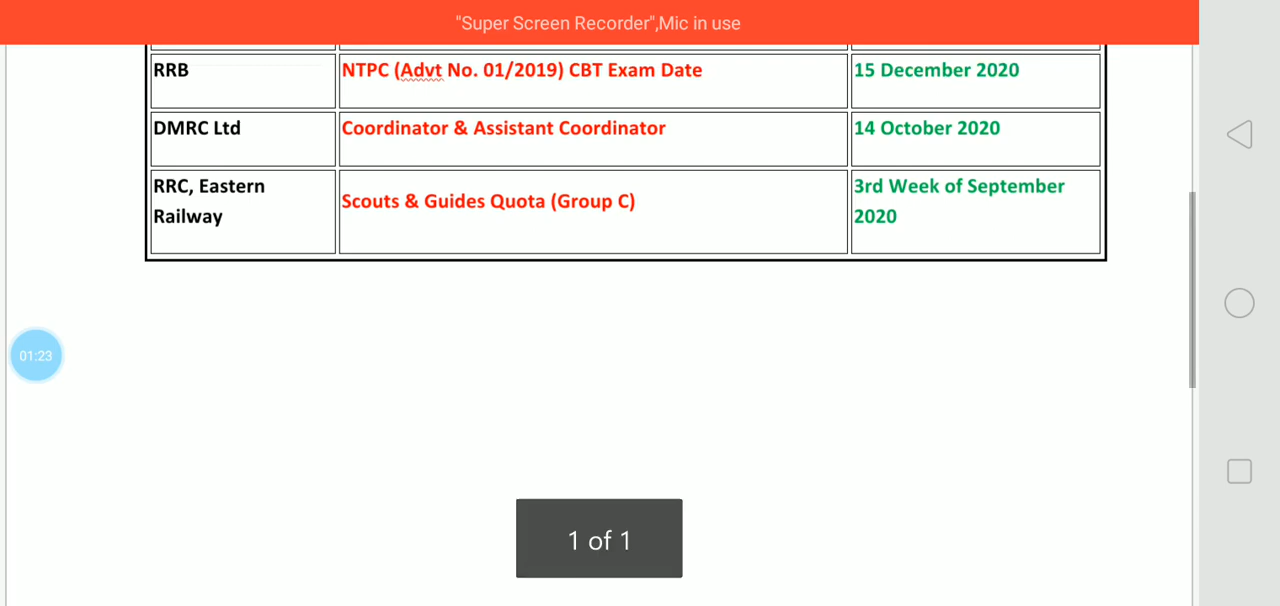 "Super Screen Recorder",Mic in use
RRB NTPC (Advt No. 01/2019) CBT Exam Date 15 December 2020
DMRC Ltd Coordinator & Assistant Coordinator 14 October 2020
RRC, Eastern
Railway
Scouts & Guides Quota (Group C)
3rd Week of September
2020
01:23
1 of 1